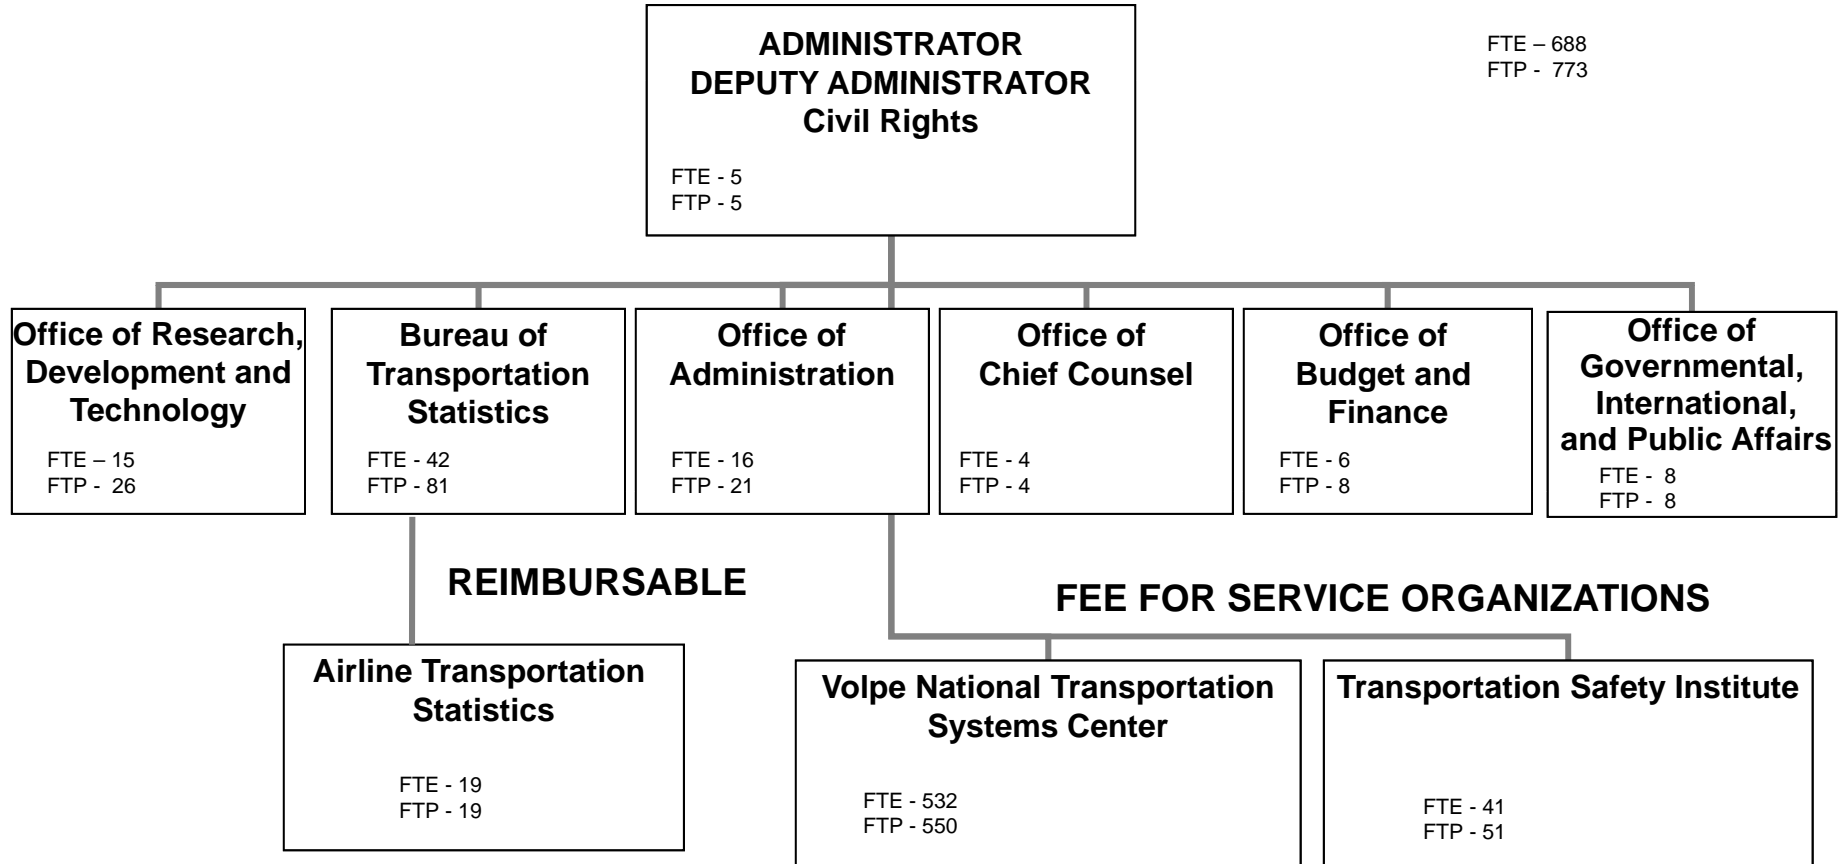 ADMINISTRATOR
DEPUTY ADMINISTRATOR
Civil Rights
FTE - 5
FTP - 5
FTE – 688
FTP -  773
Office of Research,
Development and
Technology
FTE – 15
FTP -  26
Bureau of
Transportation
Statistics
FTE - 42
FTP - 81
Office of
Administration
FTE - 16
FTP - 21
Office of
Chief Counsel
FTE - 4
FTP - 4
Office of
Budget and
Finance
FTE - 6
FTP - 8
Office of
Governmental,
International,
and Public Affairs
FTE -  8
FTP -  8
REIMBURSABLE
FEE FOR SERVICE ORGANIZATIONS
Airline Transportation
Statistics
FTE - 19
FTP - 19
Volpe National Transportation
Systems Center
FTE - 532
FTP - 550
Transportation Safety Institute
FTE - 41
FTP - 51